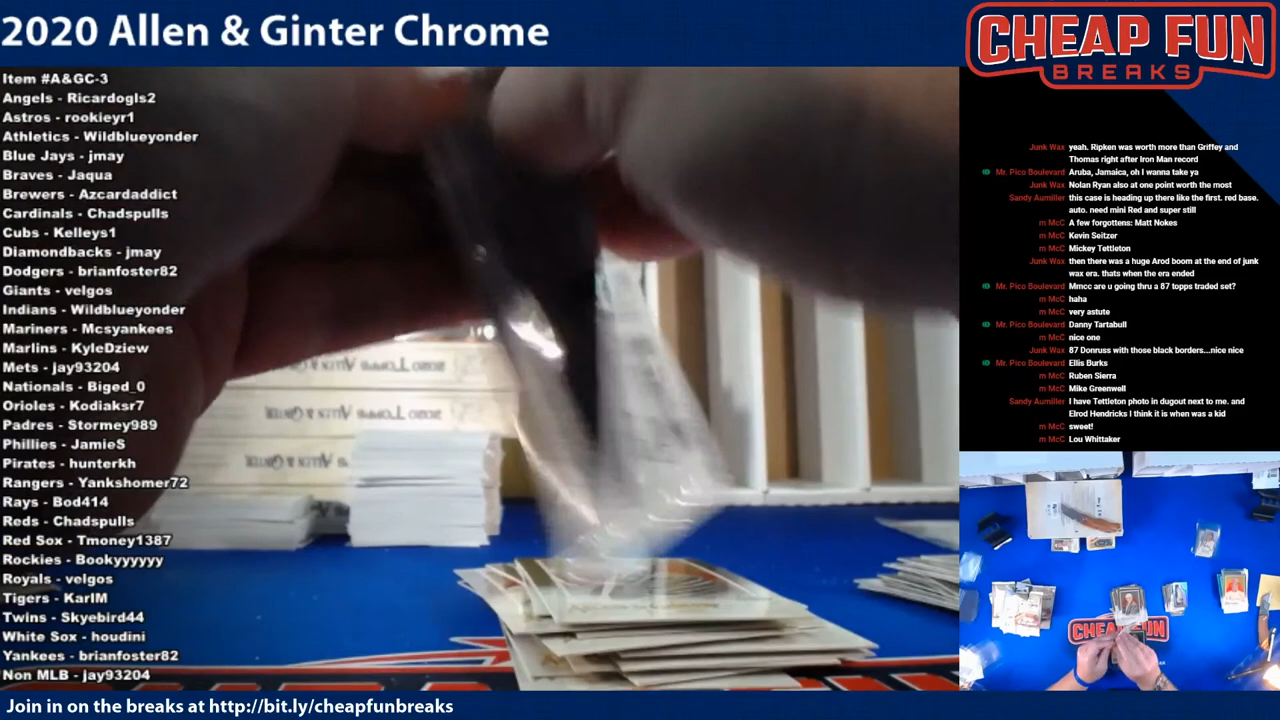 2020 Allen & Ginter Chrome
CHEAP FUN
BREAKS
Item #A&GC-3
Angels - Ricardogls2
Astros - rookieyr1
Athletics - Wildblueyonder
Blue Jays - jmay
Braves - Jaqua
Brewers - Azcardaddict
Cardinals - Chadspulls
Cubs - Kelleys1
Diamondbacks - jmay
Dodgers - brianfoster82
Giants - velgos
Indians - Wildblueyonder
Mariners - Mcsyankees
Marlins - KyleDziew
Mets - jay93204
Nationals - Biged_0
Orioles - Kodiaksr7
Padres - Stormey989
Phillies - JamieS
Pirates - hunterkh
Rangers - Yankshomer72
Rays - Bod414
Reds - Chadspulls
Red Sox - Tmoney1387
Rockies - Bookyyyyyy
Royals - velgos
Tigers - KarlM
Twins - Skyebird44
White Sox - houdini
Yankees - brianfoster82
Non MLB - jay93204
Junk Wax yeah. Ripken was worth more than Griffey and
Thomas right after Iron Man record
Mr. Pico Boulevard Aruba, Jamaica, oh I wanna take ya
Junk Wax Nolan Ryan also at one point worth the most
Sandy Aumiller this case is heading up there like the first. red base.
auto. need mini Red and super still
m McC A few forgottens: Matt Nokes
m McC Kevin Seitzer
m McC Mickey Tettleton
Junk Wax then there was a huge Arod boom at the end of junk
wax era. thats when the era ended
Mr. Pico Boulevard Mmcc are u going thru a 87 topps traded set?
m McC haha
m McC very astute
Mr. Pico Boulevard Danny Tartabull
m McC nice one
Junk Wax 87 Donruss with those black borders...nice nice
Mr. Pico Boulevard Ellis Burks
m McC Ruben Sierra
m McC Mike Greenwell
Sandy Aumiller I have Tettleton photo in dugout next to me. and
Elrod Hendricks I think it is when was a kid
m McC sweet!
m McC Lou Whittaker
2020 TOPPS ALLEN & GINTER
2020 TOPPS ALLEN & GINTER
ALLEN & GINTER
CHEAP FUN
Join in on the breaks at http://bit.ly/cheapfunbreaks